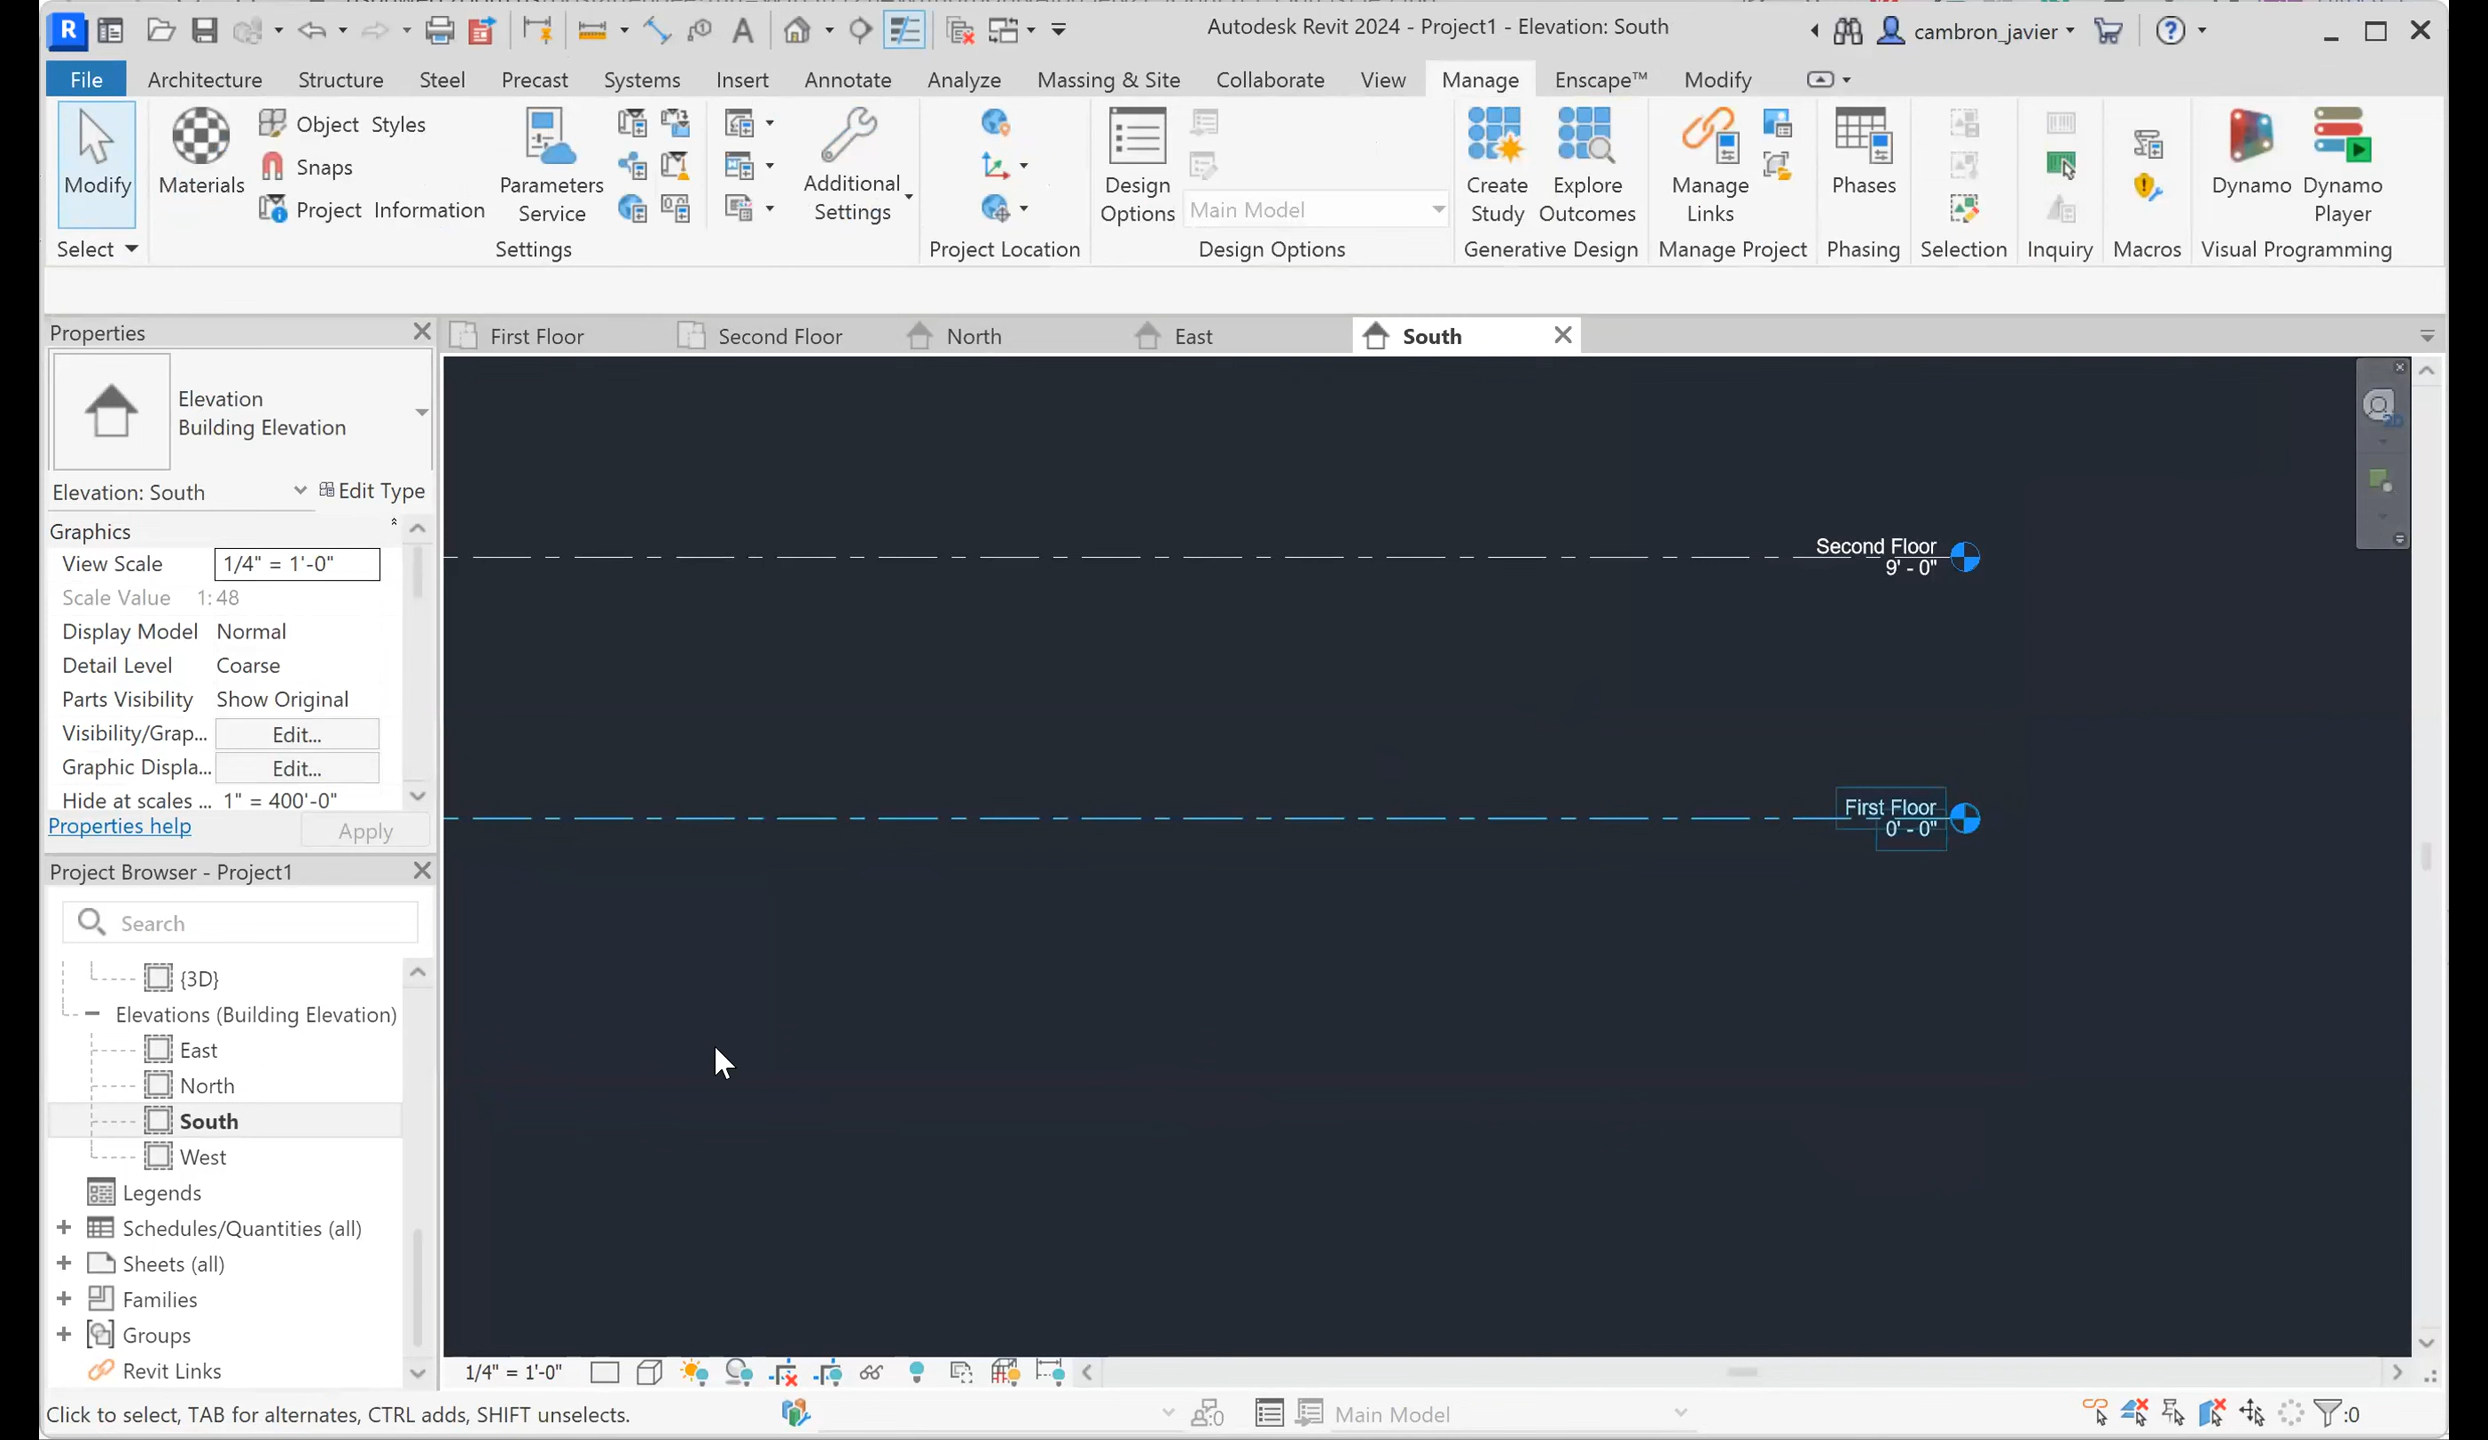 Autodesk Revit 2024 - Project1 - Elevation: South
cambron_javier
File Architecture Structure Steel Precast Systems Insert Annotate Analyze Massing & Site Collaborate View Manage Enscape™ Modify
Modify
Materials
Object Styles
Snaps
Project Information
Parameters
Service
Additional
Settings
Design
Options
Main Model
Create
Study
Explore
Outcomes
Manage
Links
Phases
Dynamo
Dynamo
Player
Select
Settings
Project Location
Design Options
Generative Design
Manage Project
Phasing
Selection
Inquiry
Macros
Visual Programming
Properties
First Floor
Second Floor
North
East
South
Elevation
Building Elevation
Elevation: South
Edit Type
Graphics
View Scale 1/4" = 1'-0"
Scale Value 1: 48
Display Model Normal
Detail Level Coarse
Parts Visibility Show Original
Visibility/Grap... Edit...
Graphic Displa... Edit...
Hide at scales ... 1" = 400'-0"
Properties help
Apply
Second Floor
9' - 0"
First Floor
0' - 0"
Project Browser - Project1
Search
{3D}
Elevations (Building Elevation)
East
North
South
West
Legends
Schedules/Quantities (all)
Sheets (all)
Families
Groups
Revit Links
1/4" = 1'-0"
Click to select, TAB for alternates, CTRL adds, SHIFT unselects.
:0
Main Model
:0